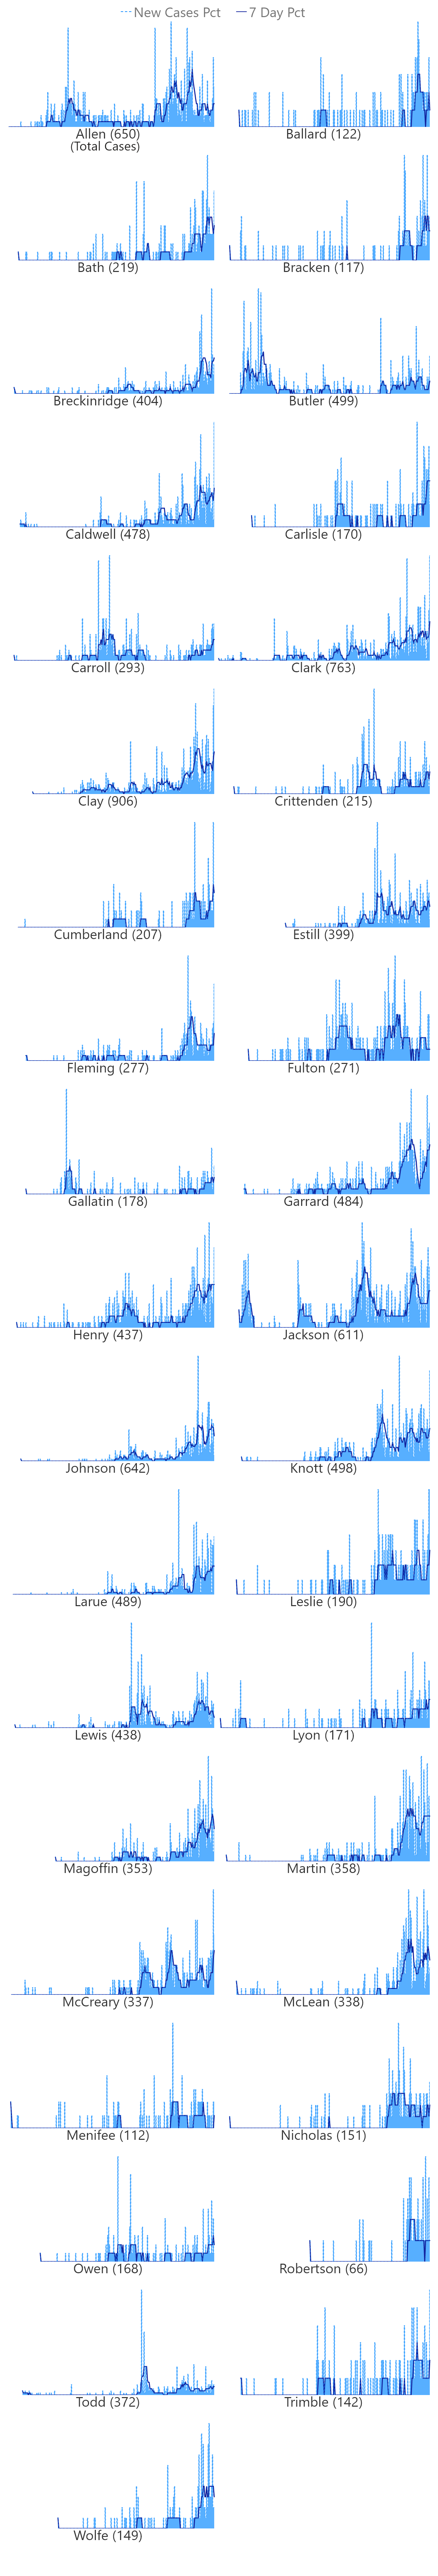 New Cases Pct 7 Day Pct
Allen (650) Ballard (122)
(Total Cases)
Bath (219) Bracken (117)
Breckinridge (404) Butler (499)
Caldwell (478) Carlisle (170)
Carroll (293) Clark (763)
Clay (906) Crittenden (215)
Cumberland (207) Estill (399)
Fleming (277) Fulton (271)
Gallatin (178) Garrard (484)
Henry (437) Jackson (611)
Johnson (642) Knott (498)
Larue (489) Leslie (190)
Lewis (438) Lyon (171)
Magoffin (353) Martin (358)
McCreary (337) McLean (338)
Menifee (112) Nicholas (151)
Owen (168) Robertson (66)
Todd (372) Trimble (142)
Wolfe (149)